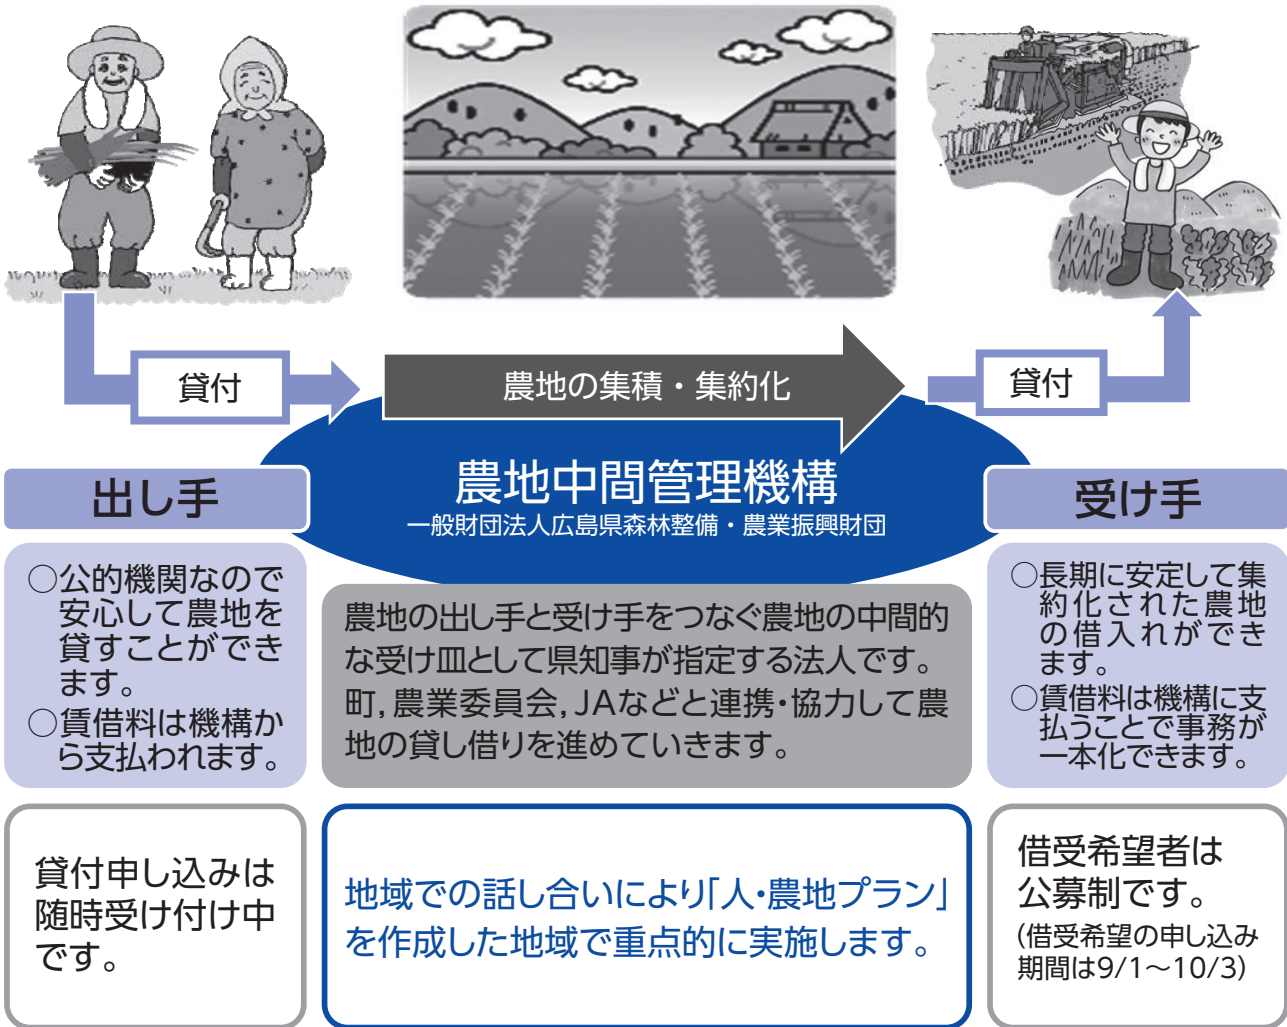 貸付
農地の集積・集約化
貸付
農地中間管理機構
一般財団法人広島県森林整備・農業振興財団
出し手
○公的機関なので
安心して農地を
貸すことができ
ます。
○賃借料は機構か
ら支払われます。
農地の出し手と受け手をつなぐ農地の中間的
な受け皿として県知事が指定する法人です。
町,農業委員会,JAなどと連携・協力して農
地の貸し借りを進めていきます。
受け手
○長期に安定して集
約化された農地
の借入れができ
ます。
○賃借料は機構に支
払うことで事務が
一本化できます。
貸付申し込みは
随時受け付け中
です。
地域での話し合いにより「人・農地プラン」
を作成した地域で重点的に実施します。
借受希望者は
公募制です。
(借受希望の申し込み
期間は9/1~10/3)